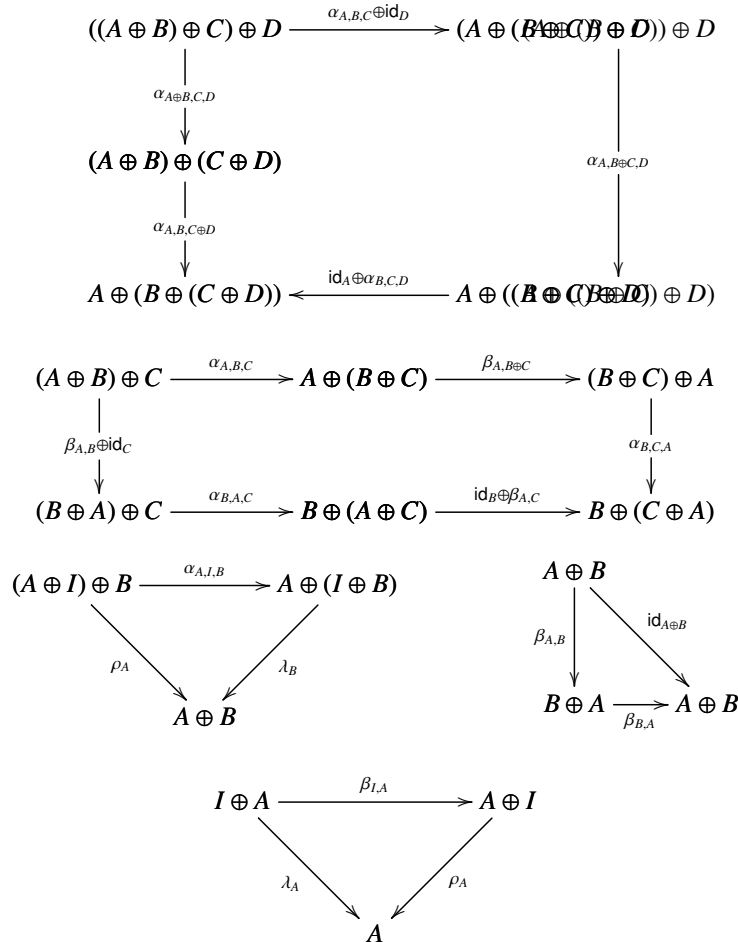 ((A ⊕ B) ⊕ C) ⊕ D α_{A,B,C}⊕id_D
α_{A⊕B,C,D}
(A ⊕ B) ⊕ (C ⊕ D) α_{A,B⊕C,D}
α_{A,B,C⊕D}
A ⊕ (B ⊕ (C ⊕ D)) id_A⊕α_{B,C,D}
(A ⊕ B) ⊕ C α_{A,B,C} A ⊕ (B ⊕ C) β_{A,B⊕C} (B ⊕ C) ⊕ A
β_{A,B}⊕id_C α_{B,C,A}
(B ⊕ A) ⊕ C α_{B,A,C} B ⊕ (A ⊕ C) id_B⊕β_{A,C} B ⊕ (C ⊕ A)
(A ⊕ I) ⊕ B α_{A,I,B} A ⊕ (I ⊕ B)
ρ_A λ_B
A ⊕ B
A ⊕ B
β_{A,B} id_{A⊕B}
B ⊕ A β_{B,A} A ⊕ B
I ⊕ A β_{I,A} A ⊕ I
λ_A ρ_A
A